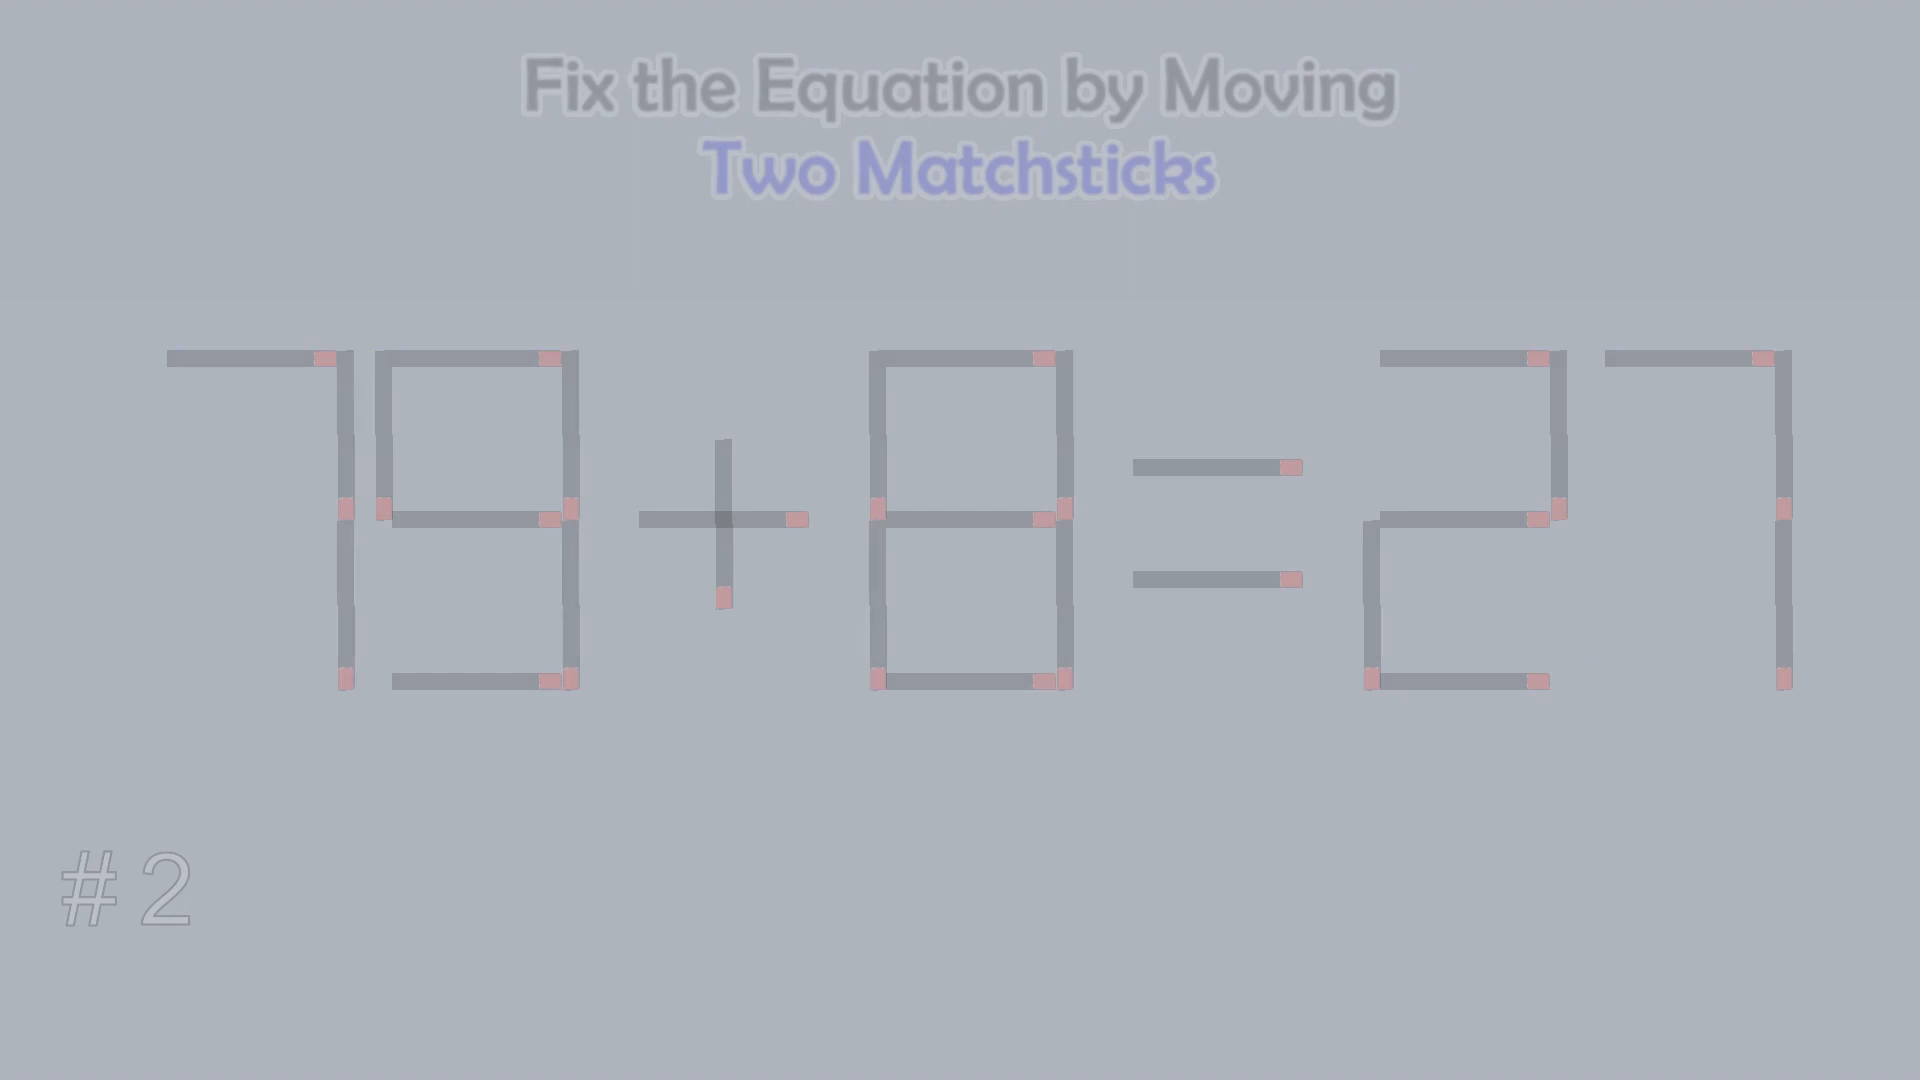 Fix the Equation by Moving
Two Matchsticks
79+8=27
#2